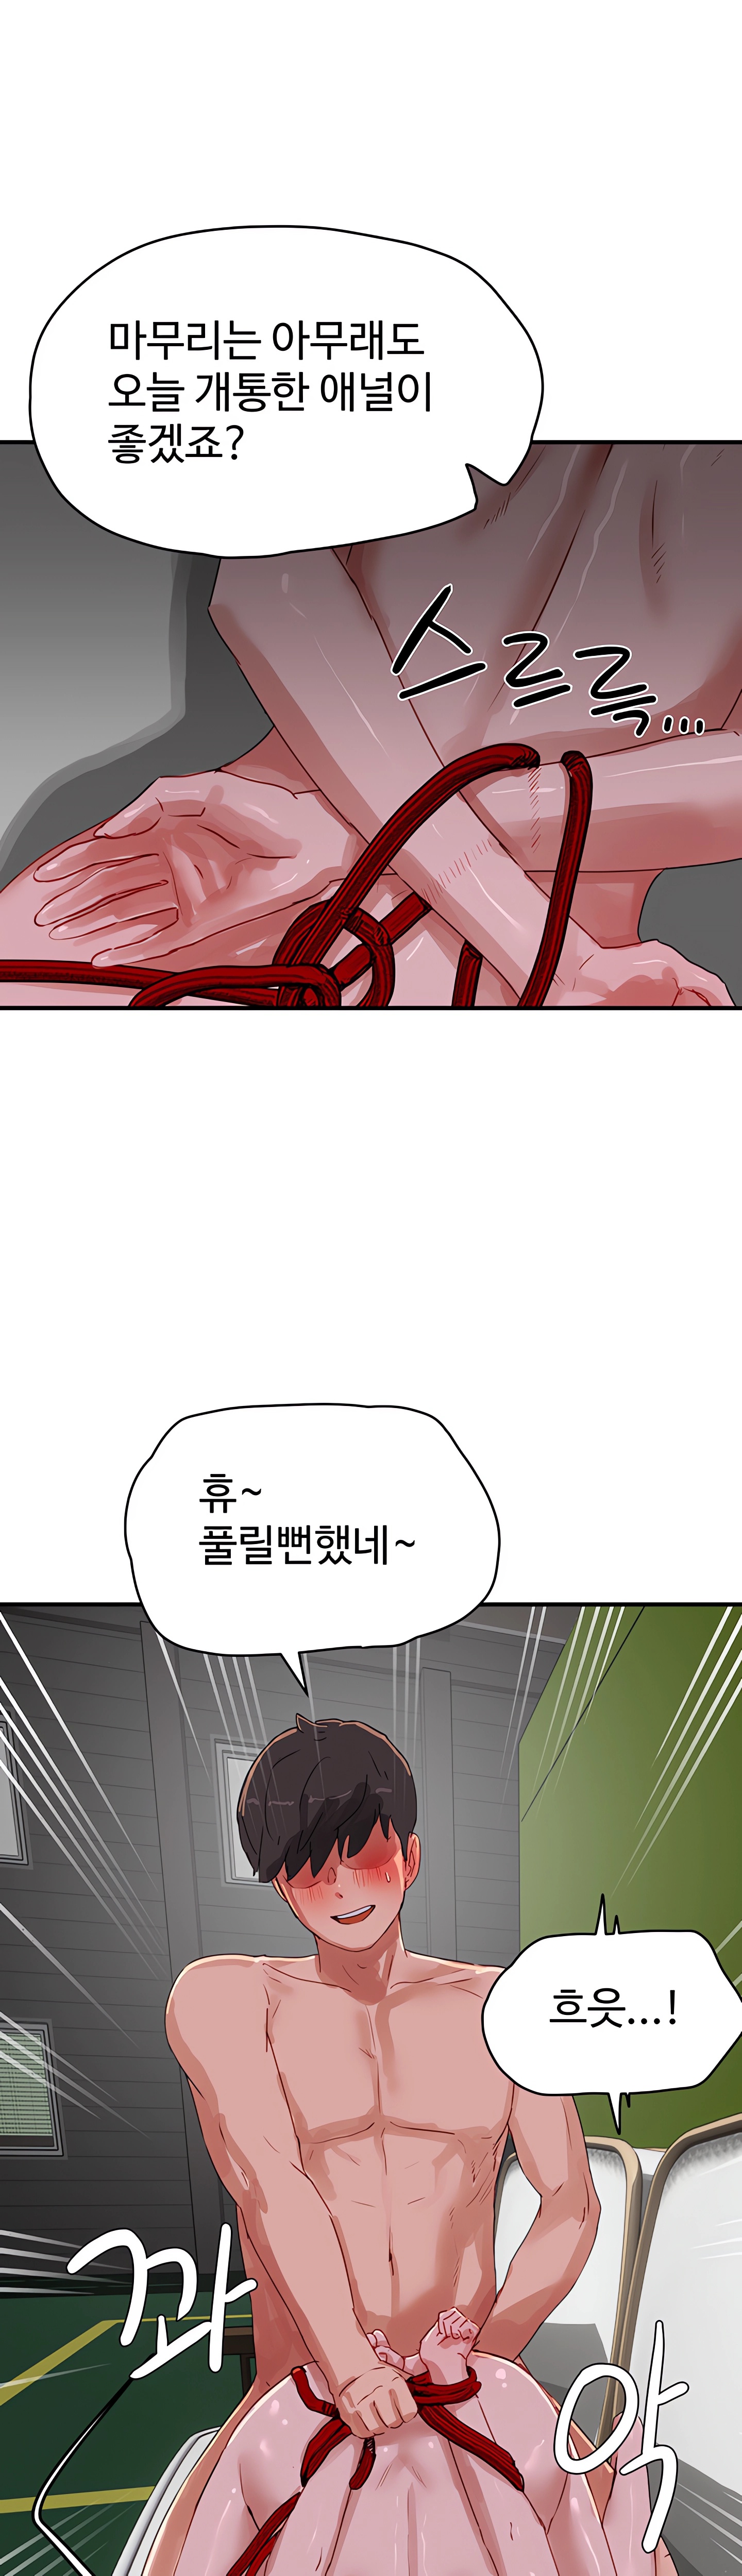 마무리는 아무래도
오늘 개통한 애널이
좋겠죠?
스르륵...
휴~
풀릴뻔했네~
흐읏...!
꽈
악